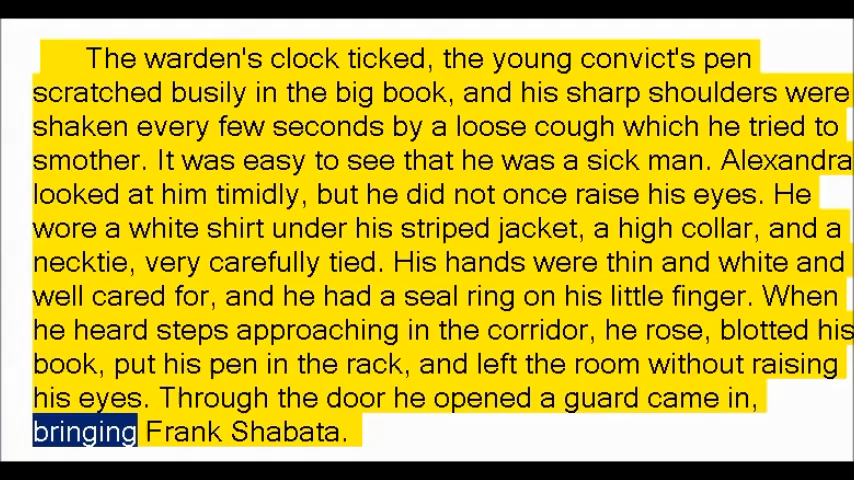 The warden's clock ticked, the young convict's pen
scratched busily in the big book, and his sharp shoulders were
shaken every few seconds by a loose cough which he tried to
smother. It was easy to see that he was a sick man. Alexandra
looked at him timidly, but he did not once raise his eyes. He
wore a white shirt under his striped jacket, a high collar, and a
necktie, very carefully tied. His hands were thin and white and
well cared for, and he had a seal ring on his little finger. When
he heard steps approaching in the corridor, he rose, blotted his
book, put his pen in the rack, and left the room without raising
his eyes. Through the door he opened a guard came in,
bringing Frank Shabata.